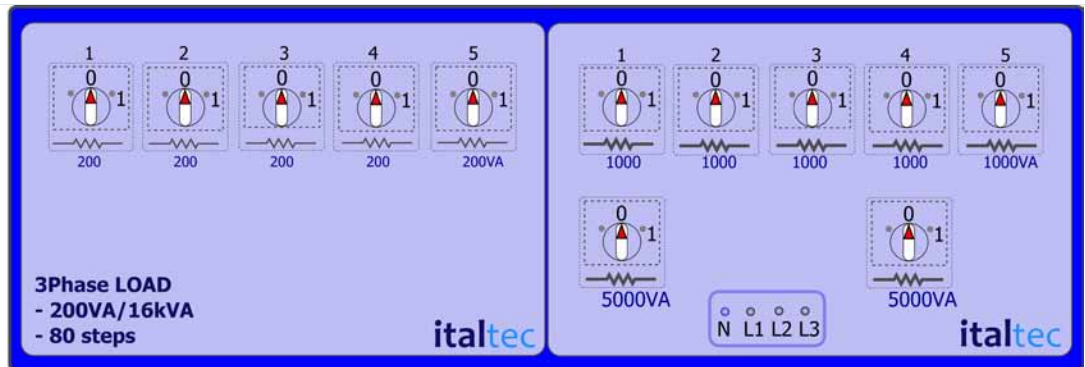 1 2 3 4 5
0 0 0 0 0
1 1 1 1 1
200 200 200 200 200VA
3Phase LOAD
- 200VA/16kVA
- 80 steps
italtec
1 2 3 4 5
0 0 0 0 0
1 1 1 1 1
1000 1000 1000 1000 1000VA
0 0
1 1
5000VA 5000VA
N L1 L2 L3
italtec